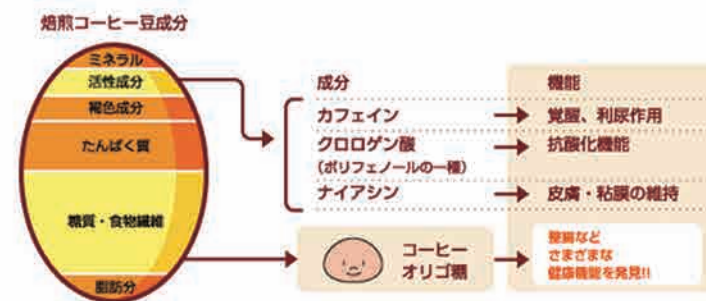 焙煎コーヒー豆成分
ミネラル
活性成分
褐色成分
たんぱく質
糖質・食物繊維
脂肪分
成分
機能
カフェイン
覚醒、利尿作用
クロロゲン酸
(ポリフェノールの一種)
抗酸化機能
ナイアシン
皮膚・粘膜の維持
コーヒー
オリゴ糖
整腸など
さまざまな
健康機能を発見!!